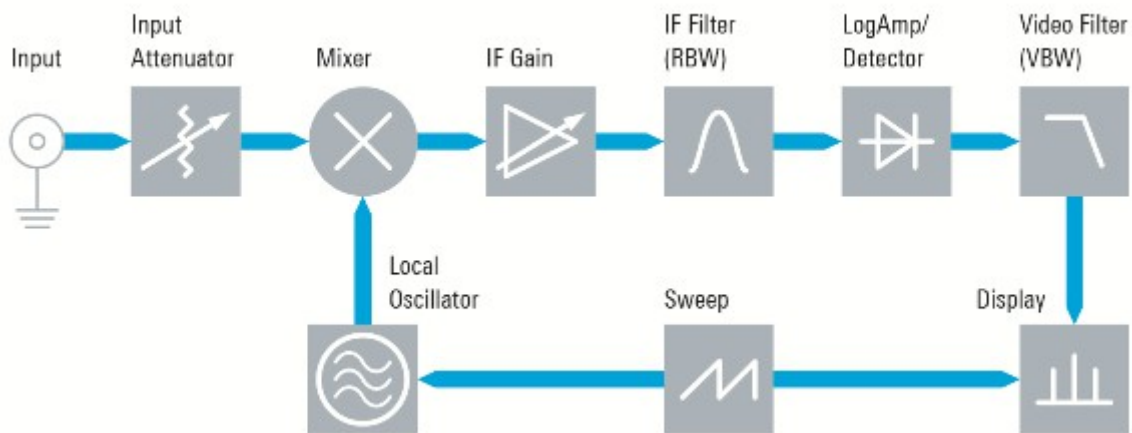 Input
Input
Attenuator
Mixer
IF Gain
IF Filter
(RBW)
LogAmp/
Detector
Video Filter
(VBW)
Local
Oscillator
Sweep
Display